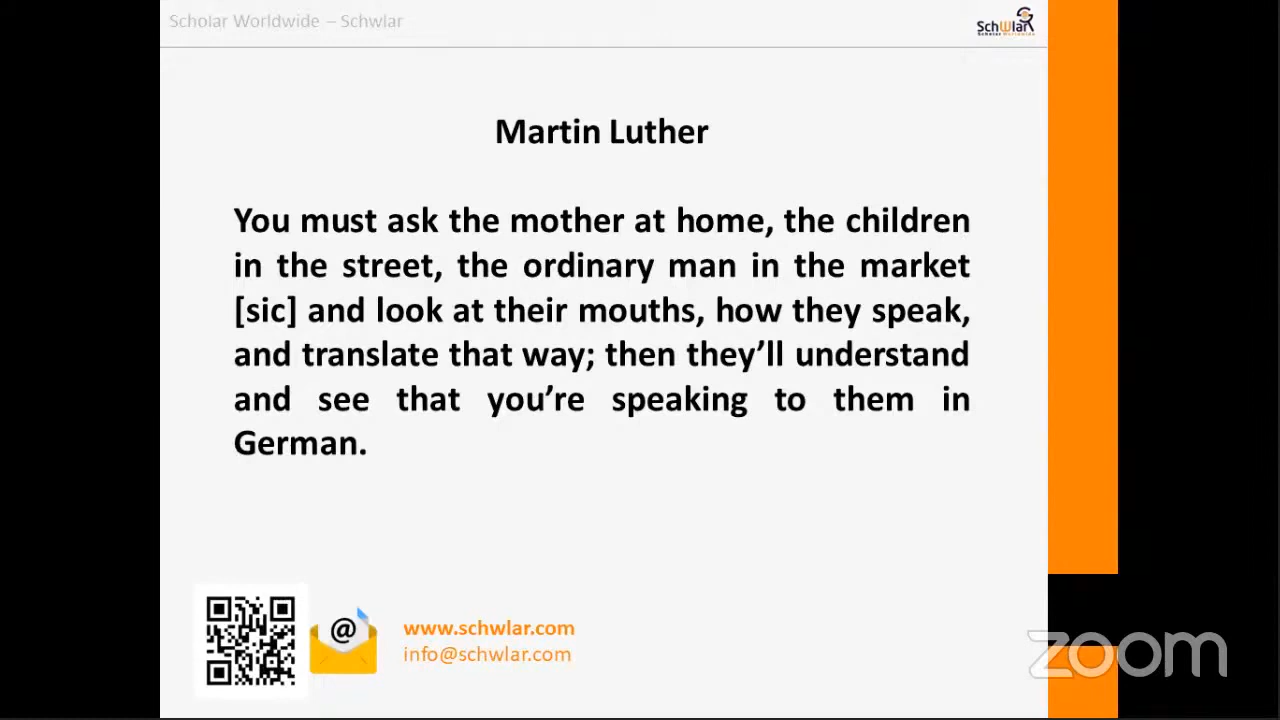 Scholar Worldwide – Schwlar
SchWlar
Scholar Worldwide
Martin Luther
You must ask the mother at home, the children
in the street, the ordinary man in the market
[sic] and look at their mouths, how they speak,
and translate that way; then they’ll understand
and see that you’re speaking to them in
German.
@
www.schwlar.com
info@schwlar.com
zoom